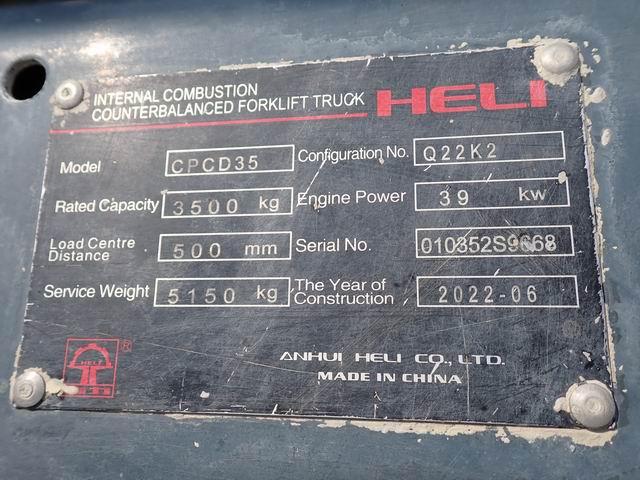 INTERNAL COMBUSTION
COUNTERBALANCED FORKLIFT TRUCK HELI
Model CPCD35 Configuration No. Q22K2
Rated Capacity 3500 kg Engine Power 39 kw
Load Centre Distance 500 mm Serial No. 010352S9668
Service Weight 5150 kg The Year of Construction 2022-06
HELI ®
ANHUI HELI CO., LTD.
MADE IN CHINA